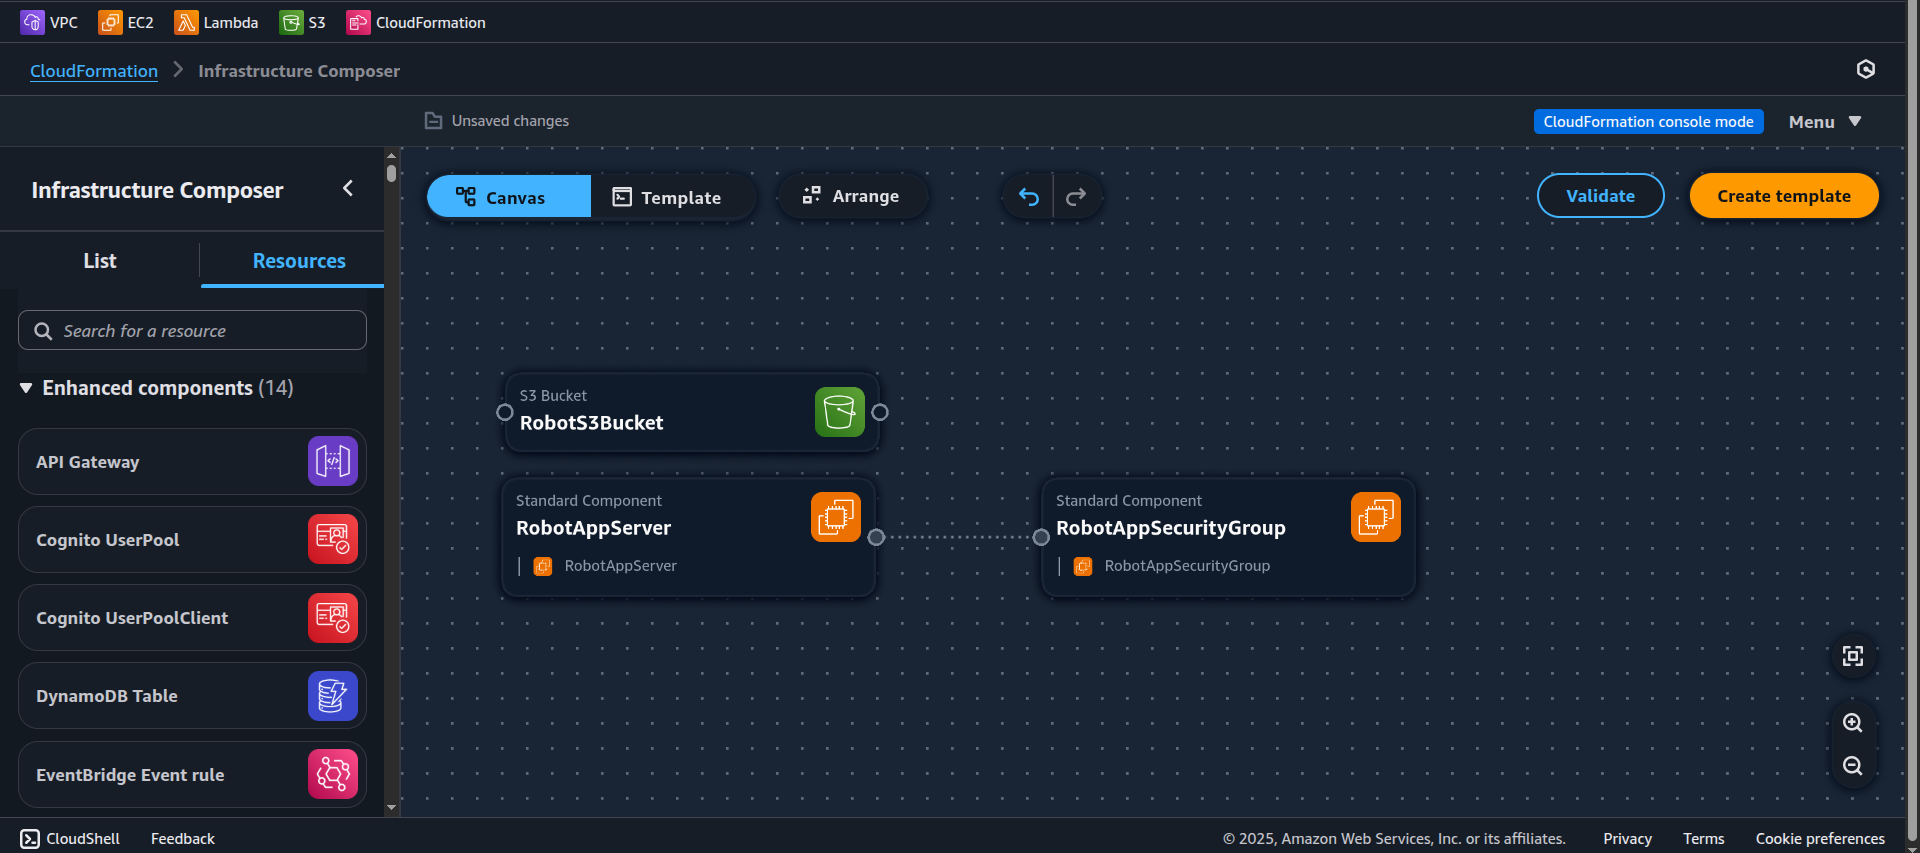 VPC EC2 Lambda S3 CloudFormation
CloudFormation Infrastructure Composer
Unsaved changes
CloudFormation console mode Menu
Infrastructure Composer
Canvas Template Arrange
Validate Create template
List Resources
Search for a resource
Enhanced components (14)
API Gateway
Cognito UserPool
Cognito UserPoolClient
DynamoDB Table
EventBridge Event rule
S3 Bucket
RobotS3Bucket
Standard Component
RobotAppServer
RobotAppServer
Standard Component
RobotAppSecurityGroup
RobotAppSecurityGroup
CloudShell Feedback © 2025, Amazon Web Services, Inc. or its affiliates. Privacy Terms Cookie preferences